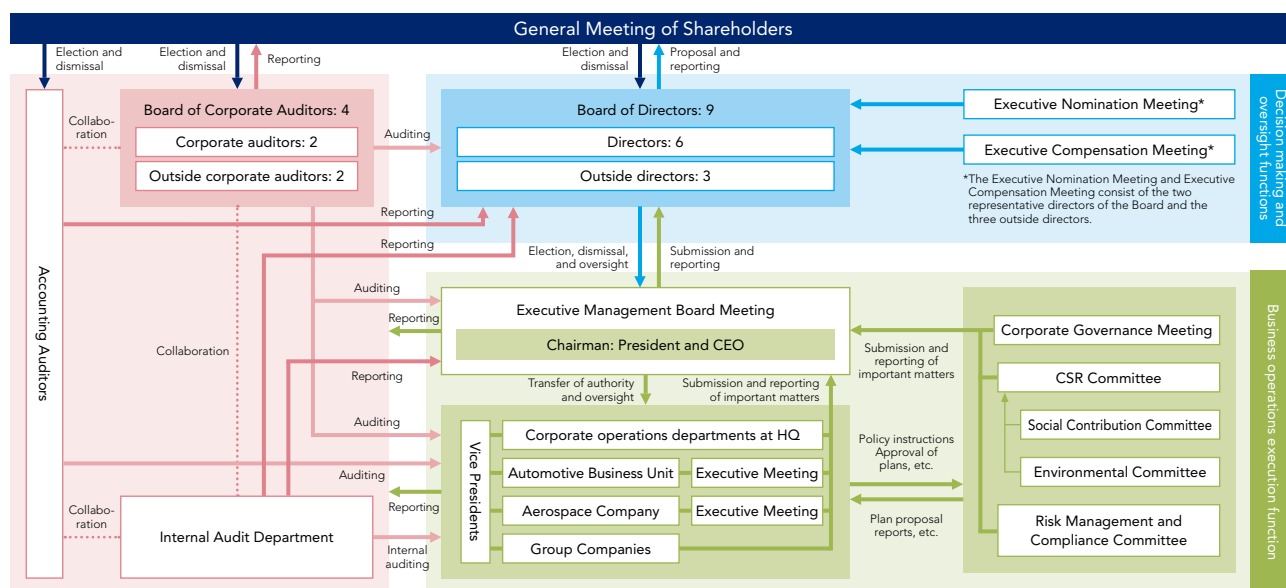 General Meeting of Shareholders
Election and
dismissal
Election and
dismissal
Reporting
Election and
dismissal
Proposal and
reporting
Board of Corporate Auditors: 4
Corporate auditors: 2
Outside corporate auditors: 2
Collabo-
ration
Auditing
Board of Directors: 9
Directors: 6
Outside directors: 3
Executive Nomination Meeting*
Executive Compensation Meeting*
*The Executive Nomination Meeting and Executive
Compensation Meeting consist of the two
representative directors of the Board and the
three outside directors.
Decision making and
oversight functions
Reporting
Reporting
Election, dismissal,
and oversight
Submission and
reporting
Accounting Auditors
Auditing
Reporting
Collaboration
Reporting
Executive Management Board Meeting
Chairman: President and CEO
Transfer of authority
and oversight
Submission and reporting
of important matters
Submission and
reporting of
important matters
Corporate Governance Meeting
CSR Committee
Social Contribution Committee
Environmental Committee
Risk Management and
Compliance Committee
Business operations execution function
Auditing
Auditing
Reporting
Vice Presidents
Corporate operations departments at HQ
Automotive Business Unit
Executive Meeting
Aerospace Company
Executive Meeting
Group Companies
Policy instructions
Approval of
plans, etc.
Plan proposal
reports, etc.
Collabo-
ration
Internal Audit Department
Internal
auditing